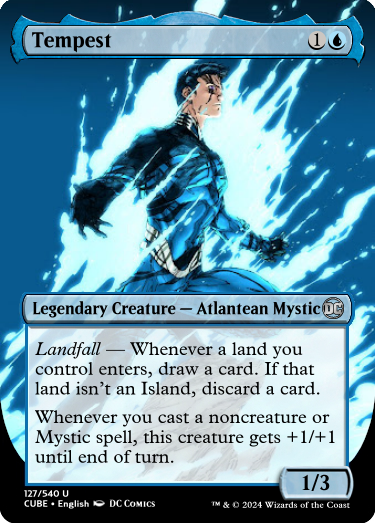 Tempest 1
Legendary Creature — Atlantean Mystic DC
Landfall — Whenever a land you
control enters, draw a card. If that
land isn't an Island, discard a card.
Whenever you cast a noncreature or
Mystic spell, this creature gets +1/+1
until end of turn.
1/3
127/540 U
CUBE • English DC COMICS
™ & © 2024 Wizards of the Coast